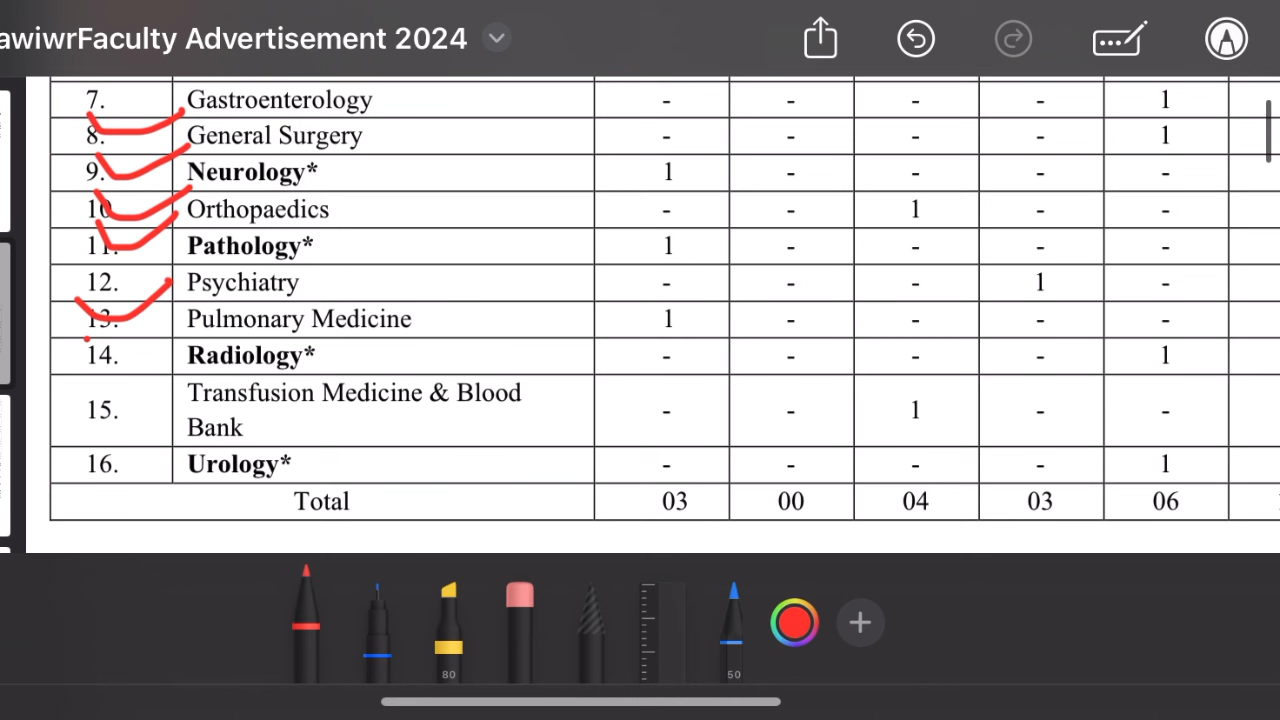 awiwrFaculty Advertisement 2024
7. Gastroenterology - - - - 1
8. General Surgery - - - - 1
9. Neurology* 1 - - - -
10 Orthopaedics - - 1 - -
11. Pathology* 1 - - - -
12. Psychiatry - - - 1 -
13. Pulmonary Medicine 1 - - - -
14. Radiology* - - - - 1
15. Transfusion Medicine & Blood
Bank - - 1 - -
16. Urology* - - - - 1
Total 03 00 04 03 06
80 50